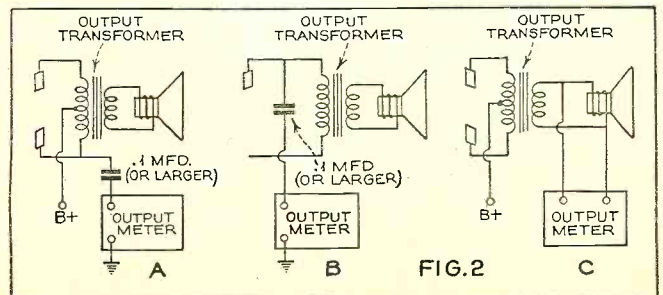 OUTPUT
TRANSFORMER
.1 MFD.
(OR LARGER)
B+
OUTPUT
METER
A
OUTPUT
TRANSFORMER
.1 MFD
(OR LARGER)
OUTPUT
METER
B
FIG.2
OUTPUT
TRANSFORMER
B+
OUTPUT
METER
C